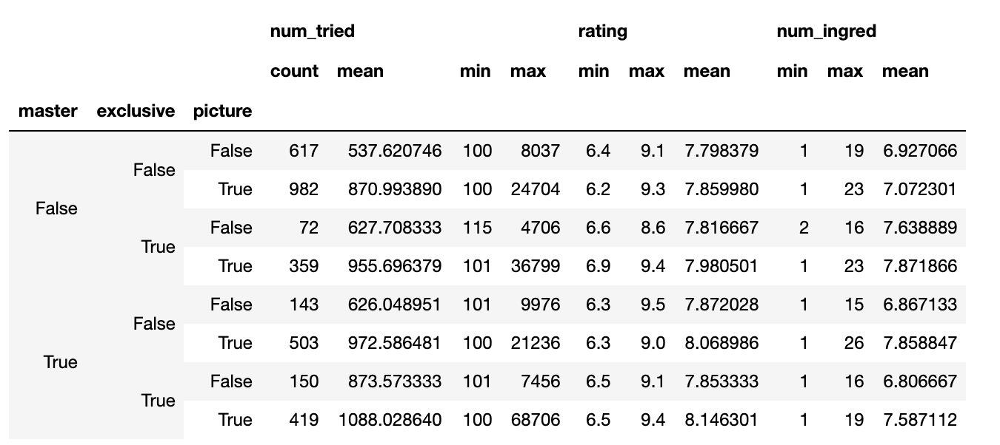 num_tried rating num_ingred
count mean min max min max mean min max mean
master exclusive picture
False False False 617 537.620746 100 8037 6.4 9.1 7.798379 1 19 6.927066
True 982 870.993890 100 24704 6.2 9.3 7.859980 1 23 7.072301
True False 72 627.708333 115 4706 6.6 8.6 7.816667 2 16 7.638889
True 359 955.696379 101 36799 6.9 9.4 7.980501 1 23 7.871866
True False False 143 626.048951 101 9976 6.3 9.5 7.872028 1 15 6.867133
True 503 972.586481 100 21236 6.3 9.0 8.068986 1 26 7.858847
True False 150 873.573333 101 7456 6.5 9.1 7.853333 1 16 6.806667
True 419 1088.028640 100 68706 6.5 9.4 8.146301 1 19 7.587112